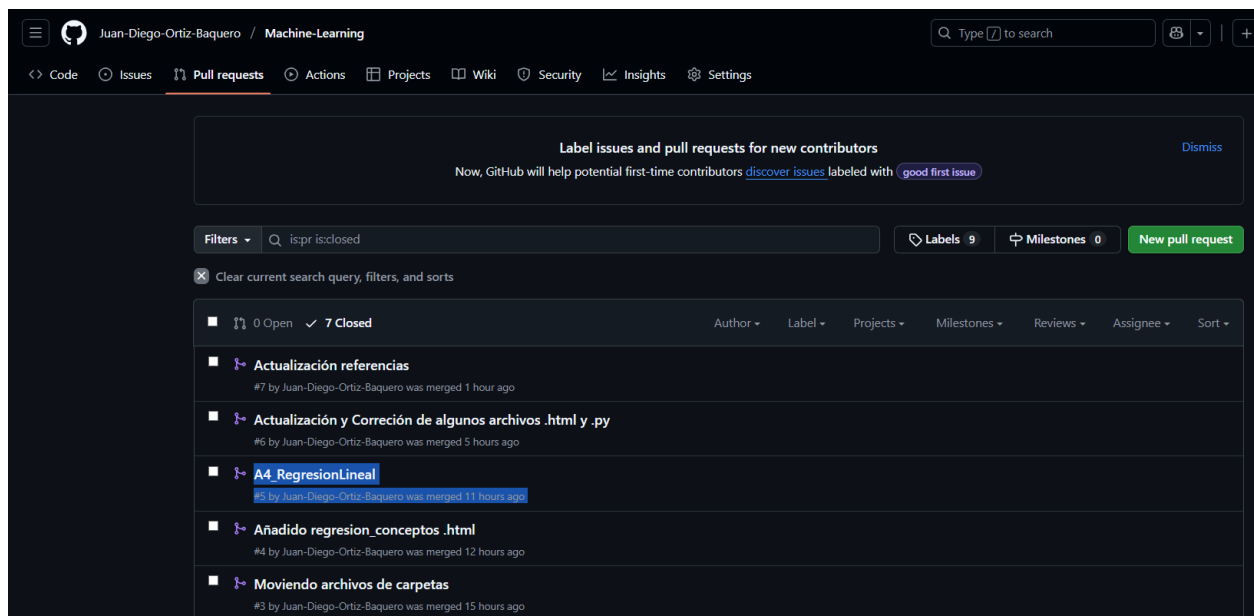 Juan-Diego-Ortiz-Baquero / Machine-Learning
Type / to search
<> Code Issues Pull requests Actions Projects Wiki Security Insights Settings
Label issues and pull requests for new contributors
Dismiss
Now, GitHub will help potential first-time contributors discover issues labeled with good first issue
Filters is:pr is:closed Labels 9 Milestones 0 New pull request
Clear current search query, filters, and sorts
0 Open 7 Closed Author Label Projects Milestones Reviews Assignee Sort
Actualización referencias
#7 by Juan-Diego-Ortiz-Baquero was merged 1 hour ago
Actualización y Correción de algunos archivos .html y .py
#6 by Juan-Diego-Ortiz-Baquero was merged 5 hours ago
A4_RegresionLineal
#5 by Juan-Diego-Ortiz-Baquero was merged 11 hours ago
Añadido regresion_conceptos .html
#4 by Juan-Diego-Ortiz-Baquero was merged 12 hours ago
Moviendo archivos de carpetas
#3 by Juan-Diego-Ortiz-Baquero was merged 15 hours ago